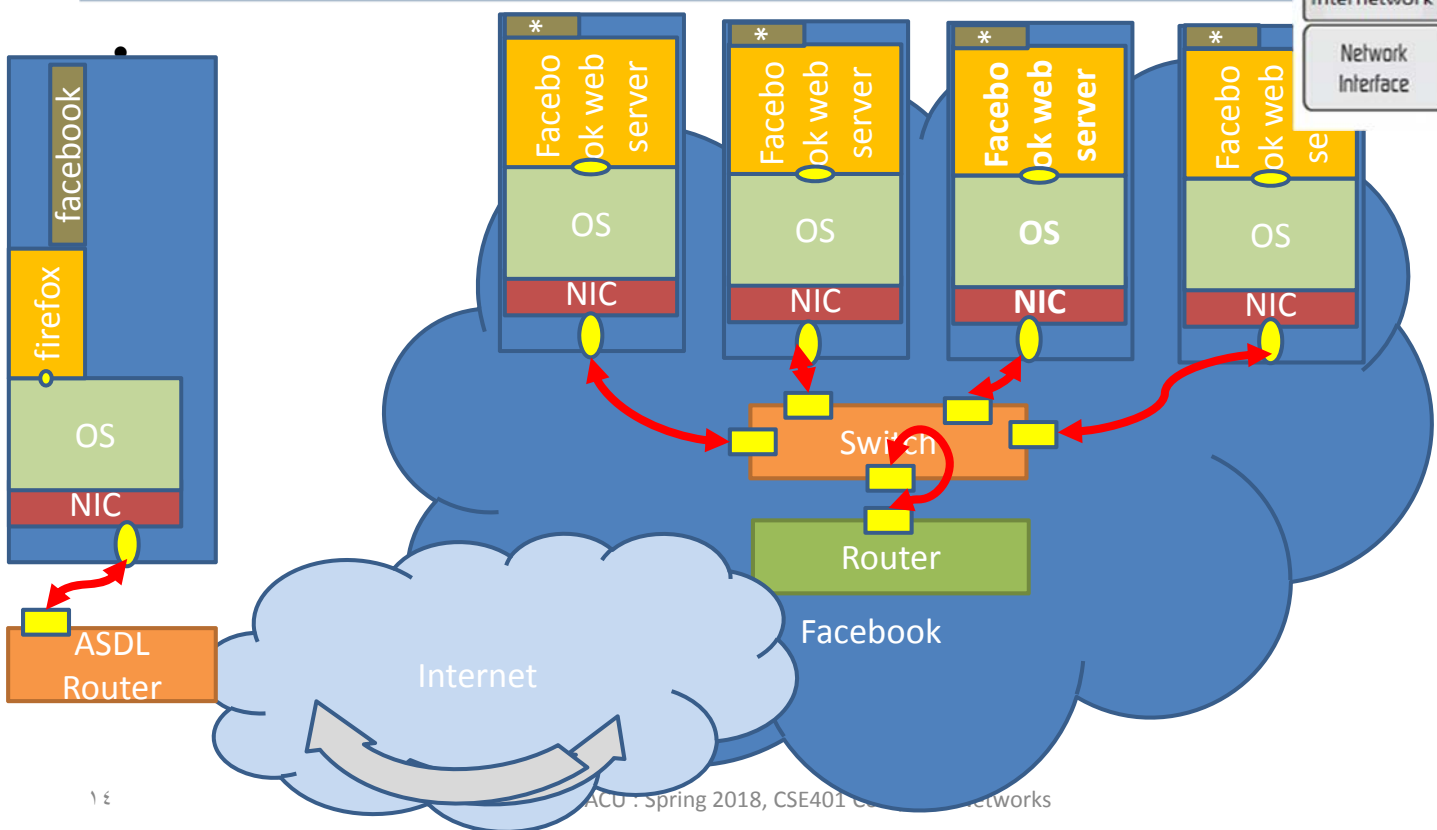 Internetwork
Network
Interface
facebook
firefox
OS
NIC
ASDL
Router
*
Facebo
ok web
server
OS
NIC
*
Facebo
ok web
server
OS
NIC
*
Facebo
ok web
server
OS
NIC
*
Facebo
ok web
se
OS
NIC
Switch
Router
Facebook
Internet
١٤
ACU : Spring 2018, CSE401